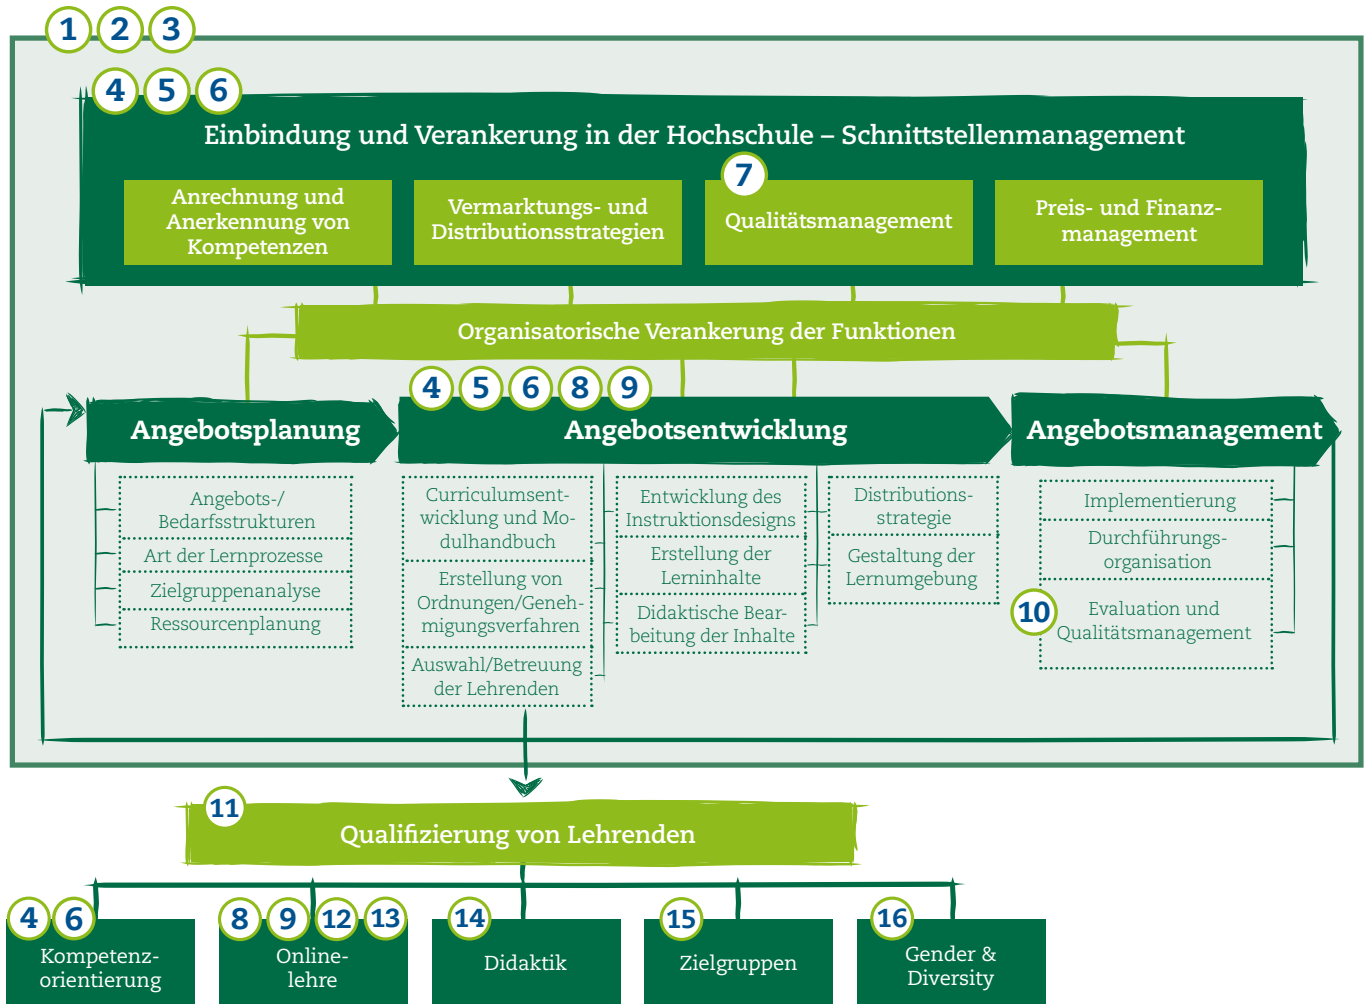 1 2 3
4 5 6
Einbindung und Verankerung in der Hochschule – Schnittstellenmanagement
Anrechnung und
Anerkennung von
Kompetenzen
Vermarktungs- und
Distributionsstrategien
7
Qualitätsmanagement
Preis- und Finanz-
management
Organisatorische Verankerung der Funktionen
Angebotsplanung
Angebots-/
Bedarfsstrukturen
Art der Lernprozesse
Zielgruppenanalyse
Ressourcenplanung
4 5 6 8 9
Angebotsentwicklung
Curriculumsent-
wicklung und Mo-
dulhandbuch
Erstellung von
Ordnungen/Geneh-
migungsverfahren
Auswahl/Betreuung
der Lehrenden
Entwicklung des
Instruktionsdesigns
Erstellung der
Lerninhalte
Didaktische Bear-
beitung der Inhalte
Distributions-
strategie
Gestaltung der
Lernumgebung
Angebotsmanagement
Implementierung
Durchführungs-
organisation
10
Evaluation und
Qualitätsmanagement
11
Qualifizierung von Lehrenden
4 6
Kompetenz-
orientierung
8 9 12 13
Online-
lehre
14
Didaktik
15
Zielgruppen
16
Gender &
Diversity